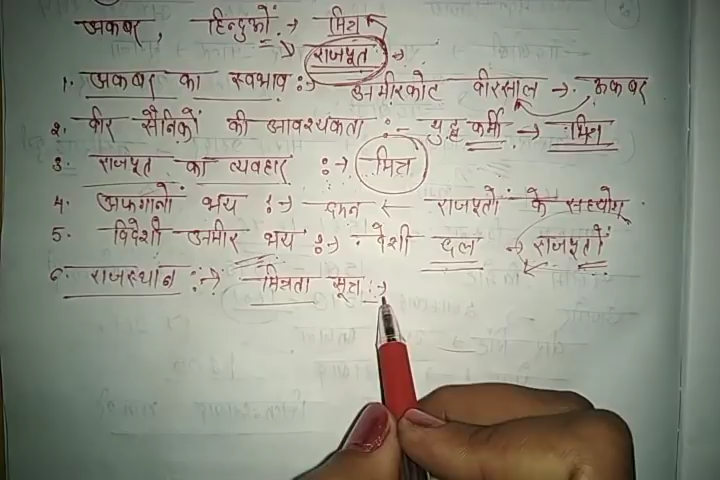 अकबर, हिन्दुओं :→ मित्र
राजपूत :→
1. अकबर का स्वभाव :→ अमीरकोट वीरसाल → अकबर
2. वीर सैनिकों की आवश्यकता :- युद्ध कर्मी → मित्र
3. राजपूत का व्यवहार :→ मित्र
4. अफगानों भय :→ दमन ← राजपूतों के सहयोग
5. विदेशी अमीर भय :→ देशी दल → राजपूतों
6. राजस्थान :→ मित्रता सूत्र :→